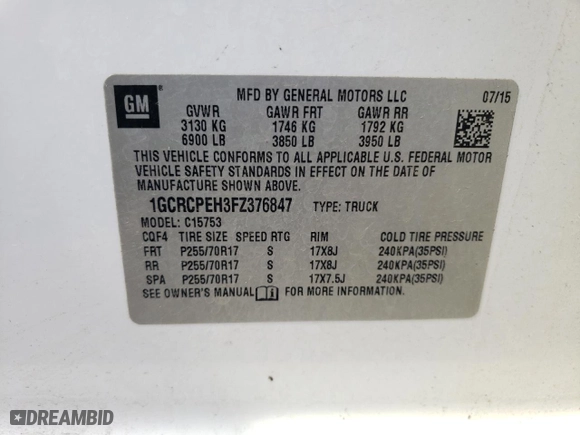 GM
MFD BY GENERAL MOTORS LLC 07/15
GVWR GAWR FRT GAWR RR
3130 KG 1746 KG 1792 KG
6900 LB 3850 LB 3950 LB
THIS VEHICLE CONFORMS TO ALL APPLICABLE U.S. FEDERAL MOTOR
VEHICLE SAFETY STANDARDS IN EFFECT ON THE DATE OF
MANUFACTURE SHOWN ABOVE.
1GCRCPEH3FZ376847 TYPE: TRUCK
MODEL: C15753
CQF4 TIRE SIZE SPEED RTG RIM COLD TIRE PRESSURE
FRT P255/70R17 S 17X8J 240KPA(35PSI)
RR P255/70R17 S 17X8J 240KPA(35PSI)
SPA P255/70R17 S 17X7.5J 240KPA(35PSI)
SEE OWNER'S MANUAL FOR MORE INFORMATION.
DREAMBID